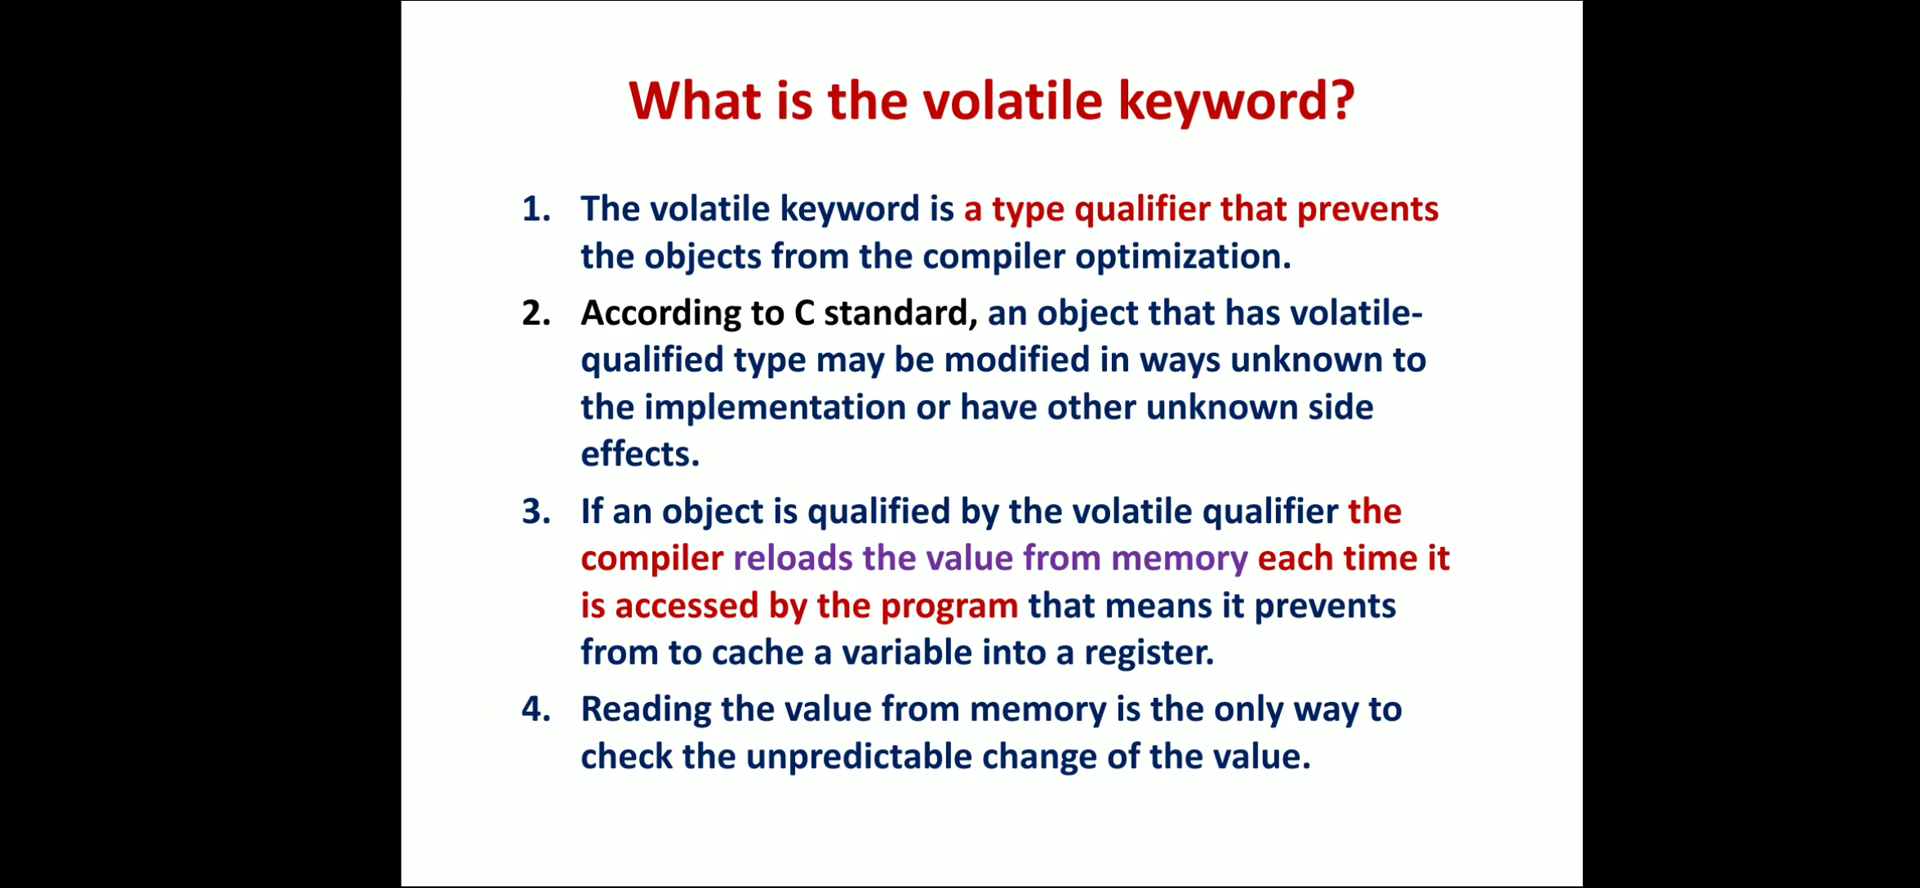 What is the volatile keyword?
1. The volatile keyword is a type qualifier that prevents
the objects from the compiler optimization.
2. According to C standard, an object that has volatile-
qualified type may be modified in ways unknown to
the implementation or have other unknown side
effects.
3. If an object is qualified by the volatile qualifier the
compiler reloads the value from memory each time it
is accessed by the program that means it prevents
from to cache a variable into a register.
4. Reading the value from memory is the only way to
check the unpredictable change of the value.